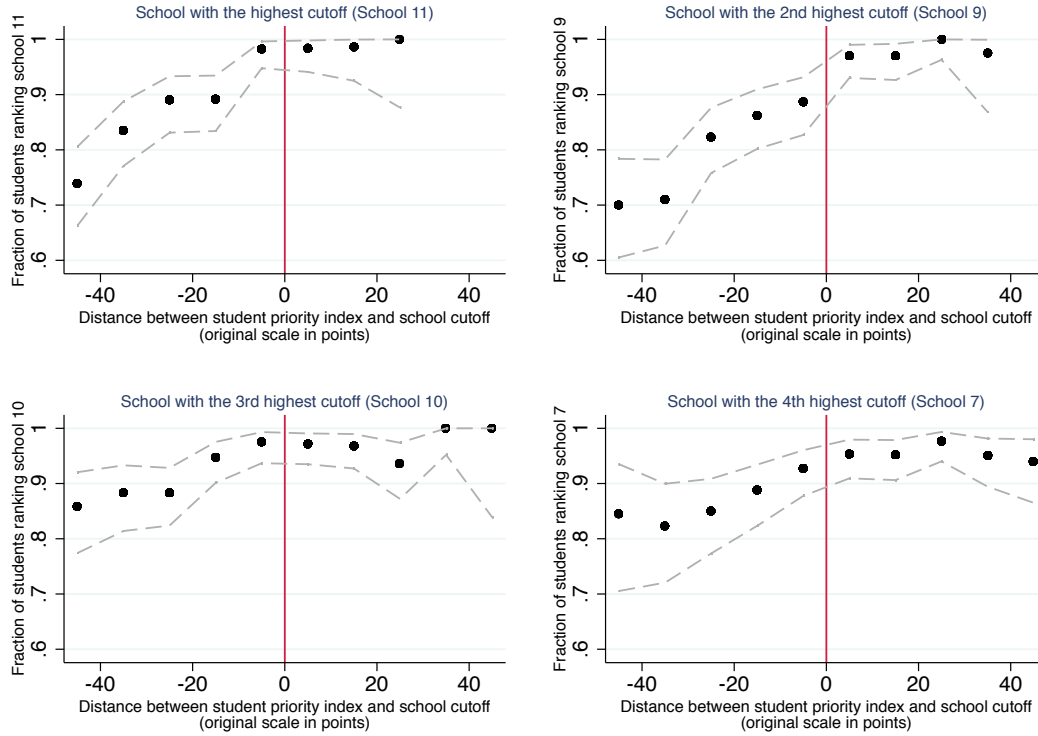 School with the highest cutoff (School 11)
Fraction of students ranking school 11
1
.9
.8
.7
.6
-40 -20 0 20 40
Distance between student priority index and school cutoff
(original scale in points)
School with the 2nd highest cutoff (School 9)
Fraction of students ranking school 9
1
.9
.8
.7
.6
-40 -20 0 20 40
Distance between student priority index and school cutoff
(original scale in points)
School with the 3rd highest cutoff (School 10)
Fraction of students ranking school 10
1
.9
.8
.7
.6
-40 -20 0 20 40
Distance between student priority index and school cutoff
(original scale in points)
School with the 4th highest cutoff (School 7)
Fraction of students ranking school 7
1
.9
.8
.7
.6
-40 -20 0 20 40
Distance between student priority index and school cutoff
(original scale in points)